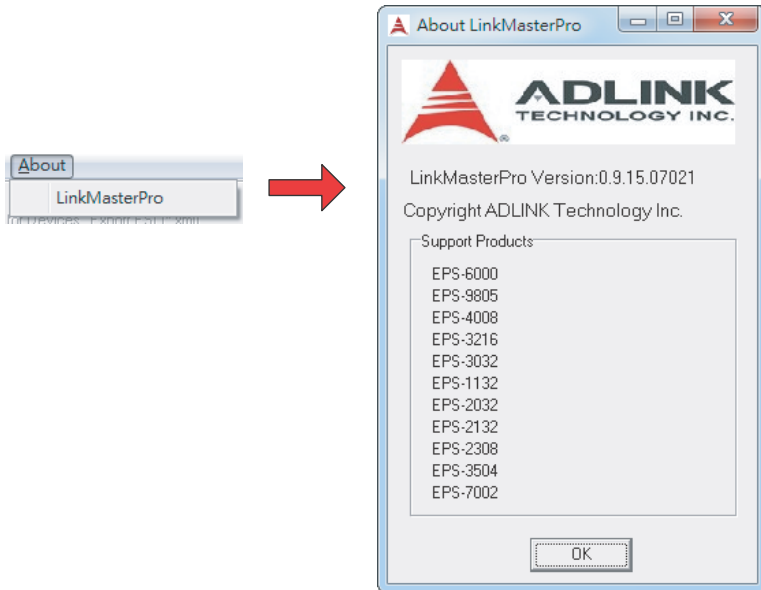 About
LinkMasterPro
About LinkMasterPro
ADLINK
TECHNOLOGY INC.
®
LinkMasterPro Version:0.9.15.07021
Copyright ADLINK Technology Inc.
Support Products
EPS-6000
EPS-9805
EPS-4008
EPS-3216
EPS-3032
EPS-1132
EPS-2032
EPS-2132
EPS-2308
EPS-3504
EPS-7002
OK